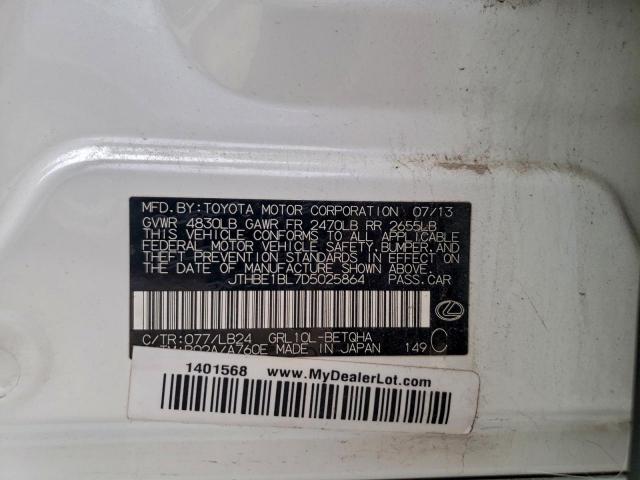 MFD. BY: TOYOTA MOTOR CORPORATION 07/13
GVWR 4830LB GAWR FR 2470LB RR 2655LB
THIS VEHICLE CONFORMS TO ALL APPLICABLE
FEDERAL MOTOR VEHICLE SAFETY, BUMPER, AND
THEFT PREVENTION STANDARDS IN EFFECT ON
THE DATE OF MANUFACTURE SHOWN ABOVE.
JTHBE1BL7D5025864 PASS. CAR
C/TR: 077/LB24 GRL10L-BETQHA
/A760E MADE IN JAPAN 149 C
1401568 www.MyDealerLot.com
MyDealerLot